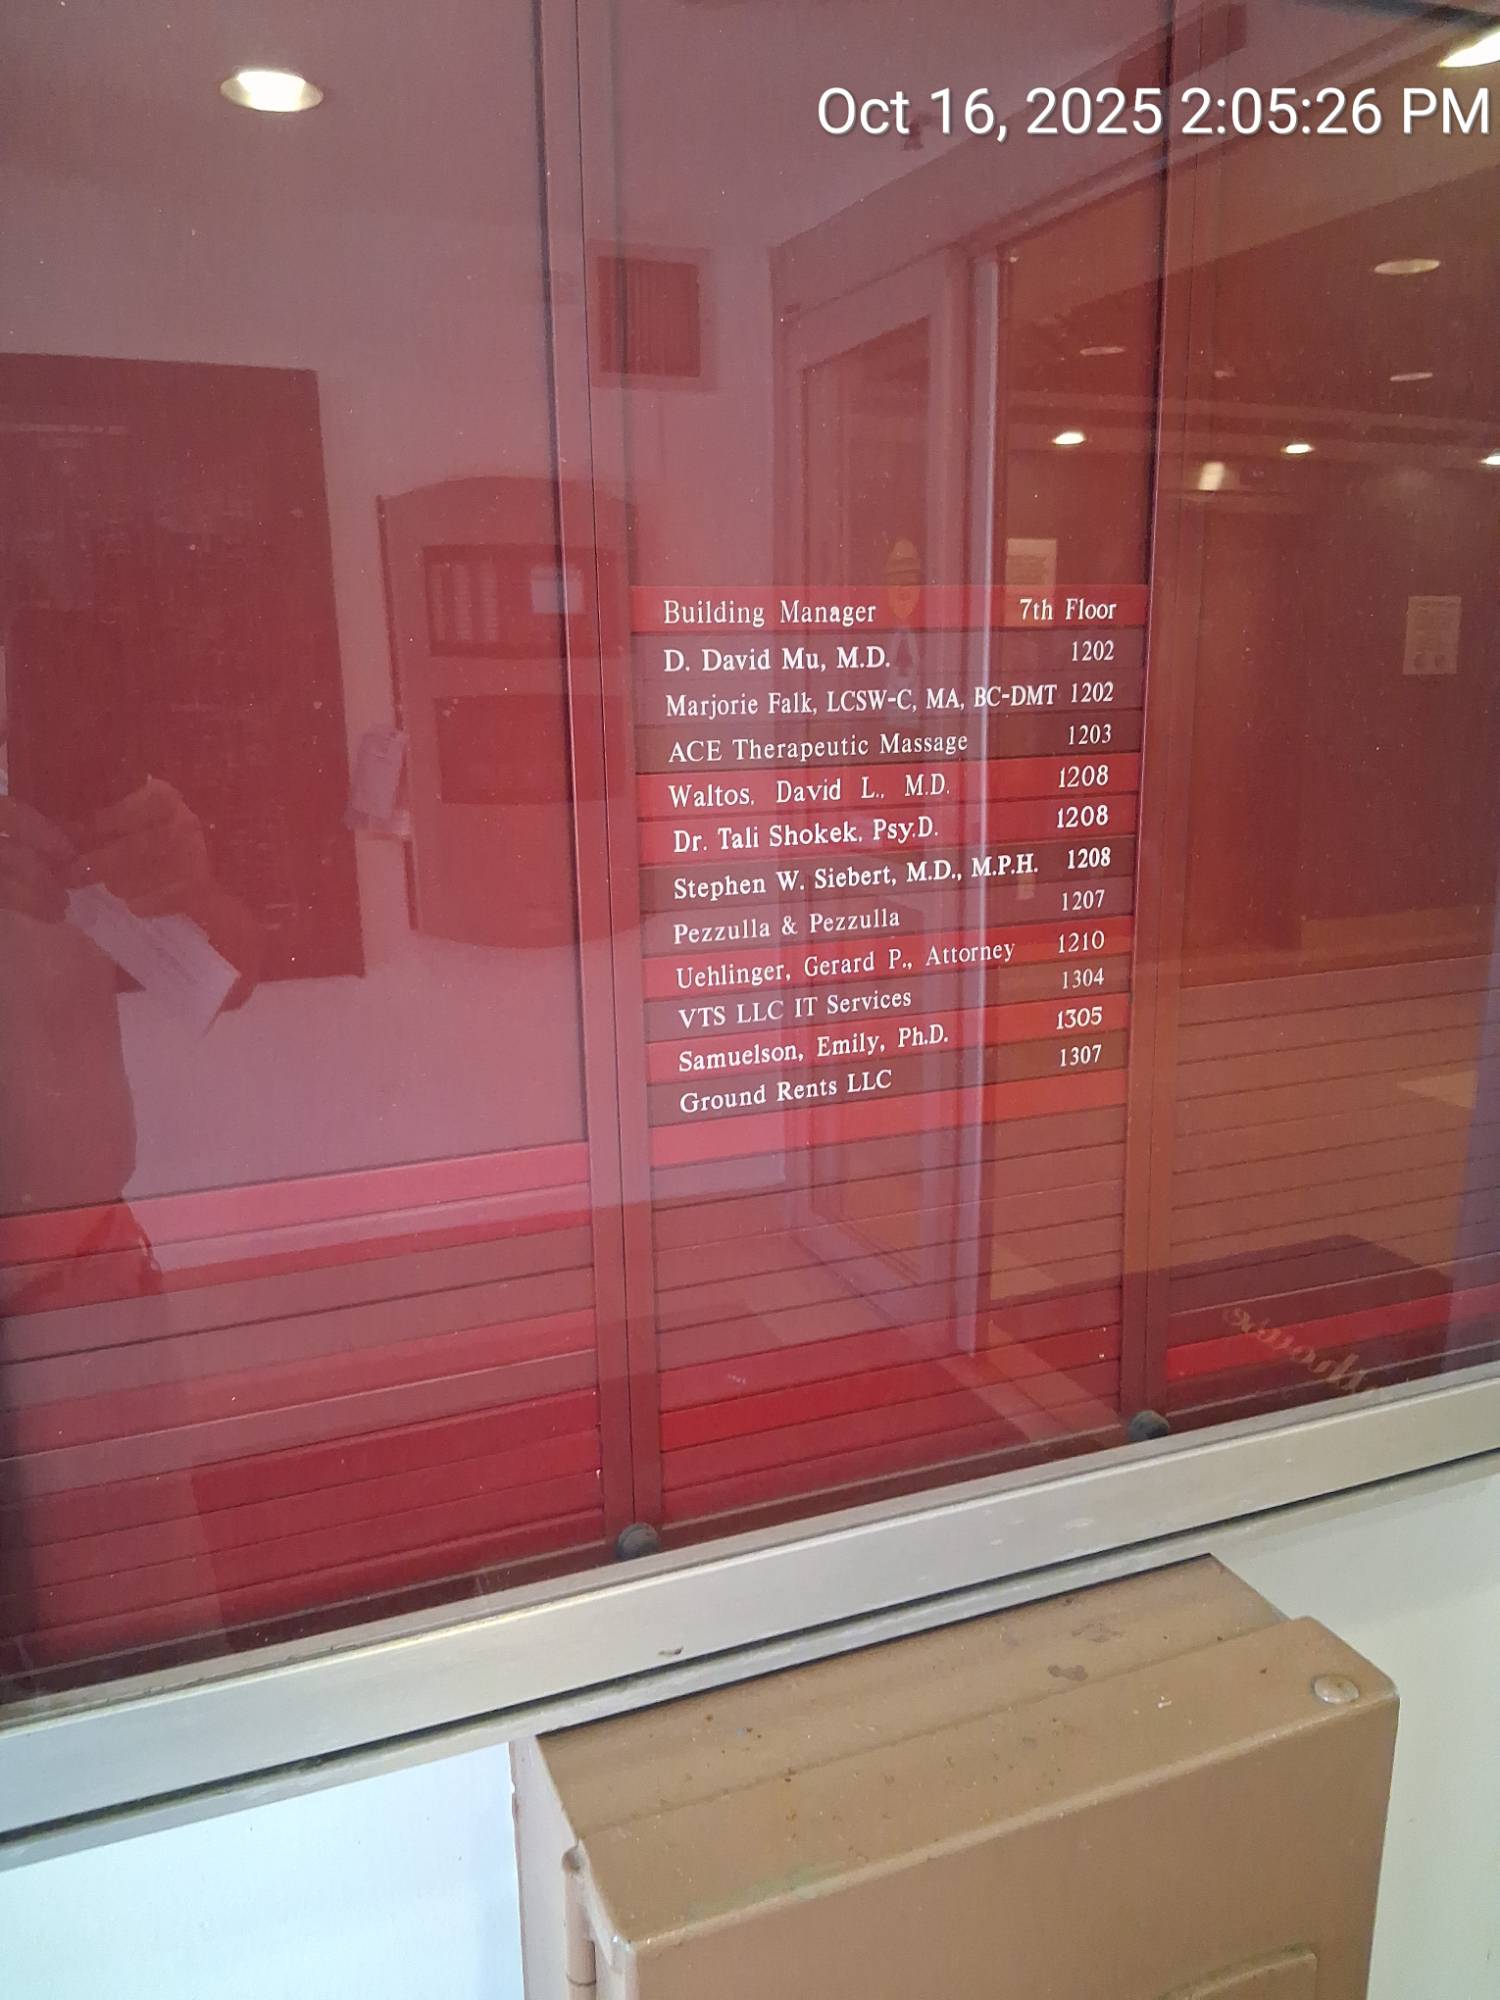 Oct 16, 2025 2:05:26 PM
Building Manager 7th Floor
D. David Mu, M.D. 1202
Marjorie Falk, LCSW-C, MA, BC-DMT 1202
ACE Therapeutic Massage 1203
Waltos, David L., M.D. 1208
Dr. Tali Shokek, Psy.D. 1208
Stephen W. Siebert, M.D., M.P.H. 1208
Pezzulla & Pezzulla 1207
Uehlinger, Gerard P., Attorney 1210
VTS LLC IT Services 1304
Samuelson, Emily, Ph.D. 1305
Ground Rents LLC 1307